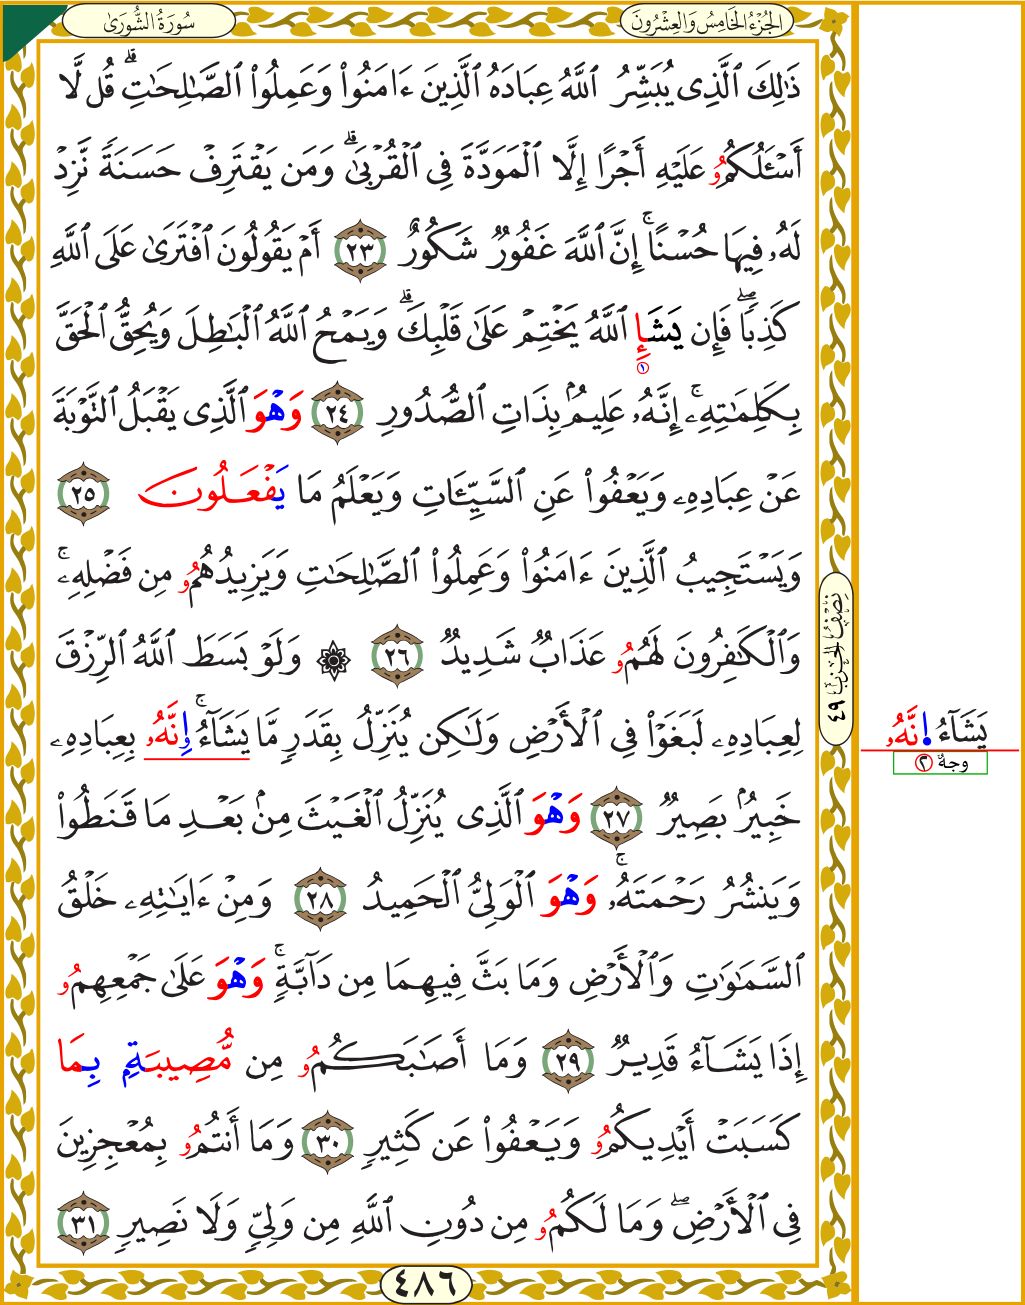 سُورَةُ الشُّورَىٰ
الجُزْءُ الخَامِسُ وَالعِشْرُونَ
ذَٰلِكَ ٱلَّذِى يُبَشِّرُ ٱللَّهُ عِبَادَهُ ٱلَّذِينَ ءَامَنُوا۟ وَعَمِلُوا۟ ٱلصَّـٰلِحَـٰتِ ۗ قُل لَّا
أَسْـَٔلُكُمُۥ عَلَيْهِ أَجْرًا إِلَّا ٱلْمَوَدَّةَ فِى ٱلْقُرْبَىٰ ۗ وَمَن يَقْتَرِفْ حَسَنَةً نَّزِدْ
لَهُۥ فِيهَا حُسْنًا ۚ إِنَّ ٱللَّهَ غَفُورٌ شَكُورٌ ٢٣ أَمْ يَقُولُونَ ٱفْتَرَىٰ عَلَى ٱللَّهِ
كَذِبًا ۖ فَإِن يَشَإِ ١ ٱللَّهُ يَخْتِمْ عَلَىٰ قَلْبِكَ ۗ وَيَمْحُ ٱللَّهُ ٱلْبَـٰطِلَ وَيُحِقُّ ٱلْحَقَّ
بِكَلِمَـٰتِهِۦٓ ۚ إِنَّهُۥ عَلِيمٌۢ بِذَاتِ ٱلصُّدُورِ ٢٤ وَهْوَ ٱلَّذِى يَقْبَلُ ٱلتَّوْبَةَ
عَنْ عِبَادِهِۦ وَيَعْفُوا۟ عَنِ ٱلسَّيِّـَٔاتِ وَيَعْلَمُ مَا يَفْعَلُونَ ٢٥
وَيَسْتَجِيبُ ٱلَّذِينَ ءَامَنُوا۟ وَعَمِلُوا۟ ٱلصَّـٰلِحَـٰتِ وَيَزِيدُهُمُۥ مِن فَضْلِهِۦ ۚ
وَٱلْكَـٰفِرُونَ لَهُمُۥ عَذَابٌ شَدِيدٌ ٢٦ ۞ وَلَوْ بَسَطَ ٱللَّهُ ٱلرِّزْقَ
لِعِبَادِهِۦ لَبَغَوْا۟ فِى ٱلْأَرْضِ وَلَـٰكِن يُنَزِّلُ بِقَدَرٍ مَّا يَشَآءُ ۚ إِنَّهُۥ بِعِبَادِهِۦ
خَبِيرٌۢ بَصِيرٌ ٢٧ وَهْوَ ٱلَّذِى يُنَزِّلُ ٱلْغَيْثَ مِنۢ بَعْدِ مَا قَنَطُوا۟
وَيَنشُرُ رَحْمَتَهُۥ ۚ وَهْوَ ٱلْوَلِىُّ ٱلْحَمِيدُ ٢٨ وَمِنْ ءَايَـٰتِهِۦ خَلْقُ
ٱلسَّمَـٰوَٰتِ وَٱلْأَرْضِ وَمَا بَثَّ فِيهِمَا مِن دَآبَّةٍ ۚ وَهْوَ عَلَىٰ جَمْعِهِمُۥ
إِذَا يَشَآءُ قَدِيرٌ ٢٩ وَمَا أَصَـٰبَكُمُۥ مِن مُّصِيبَةٍۭ بِمَا
كَسَبَتْ أَيْدِيكُمُۥ وَيَعْفُوا۟ عَن كَثِيرٍ ٣٠ وَمَا أَنتُمُۥ بِمُعْجِزِينَ
فِى ٱلْأَرْضِ ۖ وَمَا لَكُمُۥ مِن دُونِ ٱللَّهِ مِن وَلِىٍّ وَلَا نَصِيرٍ ٣١
نِصْفُ الحِزْبِ ٤٩
يَشَآءُ اِ۬نَّهُۥ
وجهٌ ٢
٤٨٦